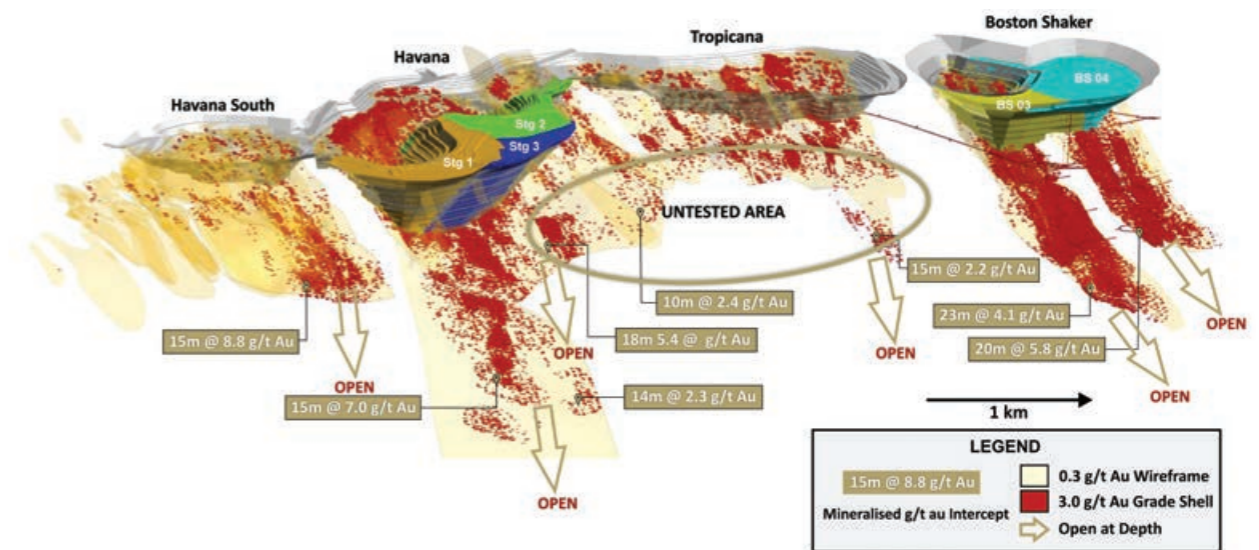 Boston Shaker
Tropicana
Havana
Havana South
BS 04
BS 03
Stg 2
Stg 3
Stg 1
UNTESTED AREA
15m @ 2.2 g/t Au
10m @ 2.4 g/t Au
23m @ 4.1 g/t Au
OPEN
15m @ 8.8 g/t Au
18m 5.4 @ g/t Au
20m @ 5.8 g/t Au
OPEN
OPEN
OPEN
14m @ 2.3 g/t Au
OPEN
15m @ 7.0 g/t Au
1 km
OPEN
LEGEND
15m @ 8.8 g/t Au
Mineralised g/t au Intercept
0.3 g/t Au Wireframe
3.0 g/t Au Grade Shell
Open at Depth